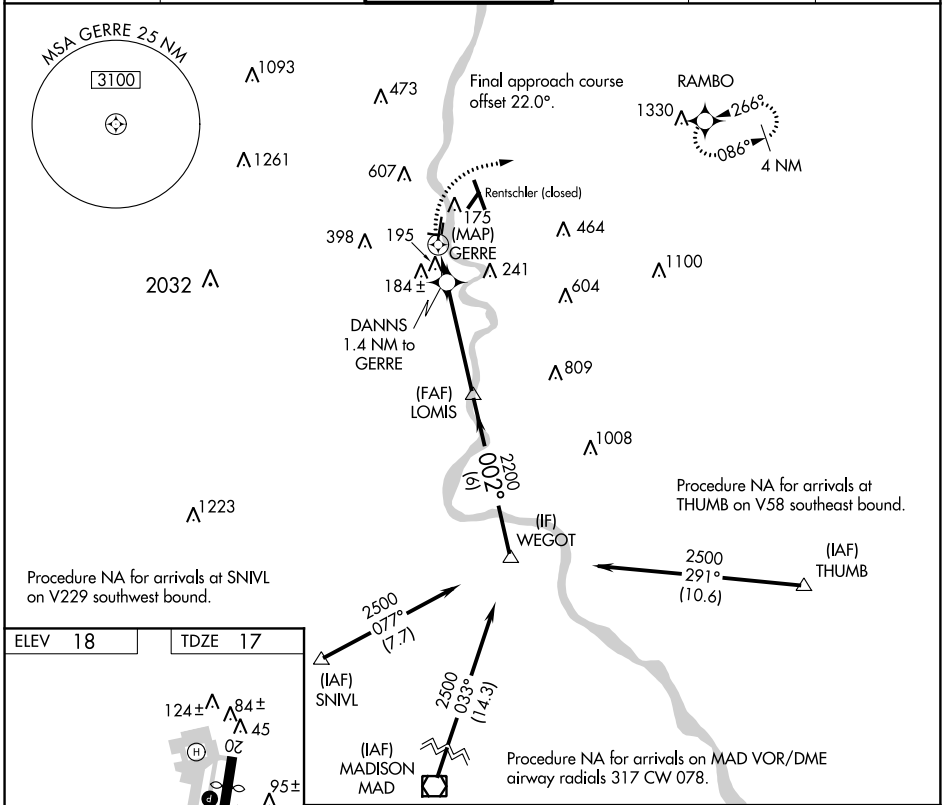 MSA GERRE 25 NM
3100
1093
473
Final approach course
offset 22.0°.
RAMBO
1330
266°
086°
4 NM
1261
607
Rentschler (closed)
175
(MAP)
GERRE
398
195
464
2032
184±
241
1100
604
DANNS
1.4 NM to
GERRE
809
(FAF)
LOMIS
1008
2200
002°
(6)
1223
Procedure NA for arrivals at
THUMB on V58 southeast bound.
(IF)
WEGOT
2500
291°
(10.6)
(IAF)
THUMB
Procedure NA for arrivals at SNIVL
on V229 southwest bound.
2500
077°
(7.7)
ELEV 18
TDZE 17
(IAF)
SNIVL
2500
033°
(14.3)
124±
84±
45
20
H
(IAF)
MADISON
MAD
Procedure NA for arrivals on MAD VOR/DME
airway radials 317 CW 078.
95±
P